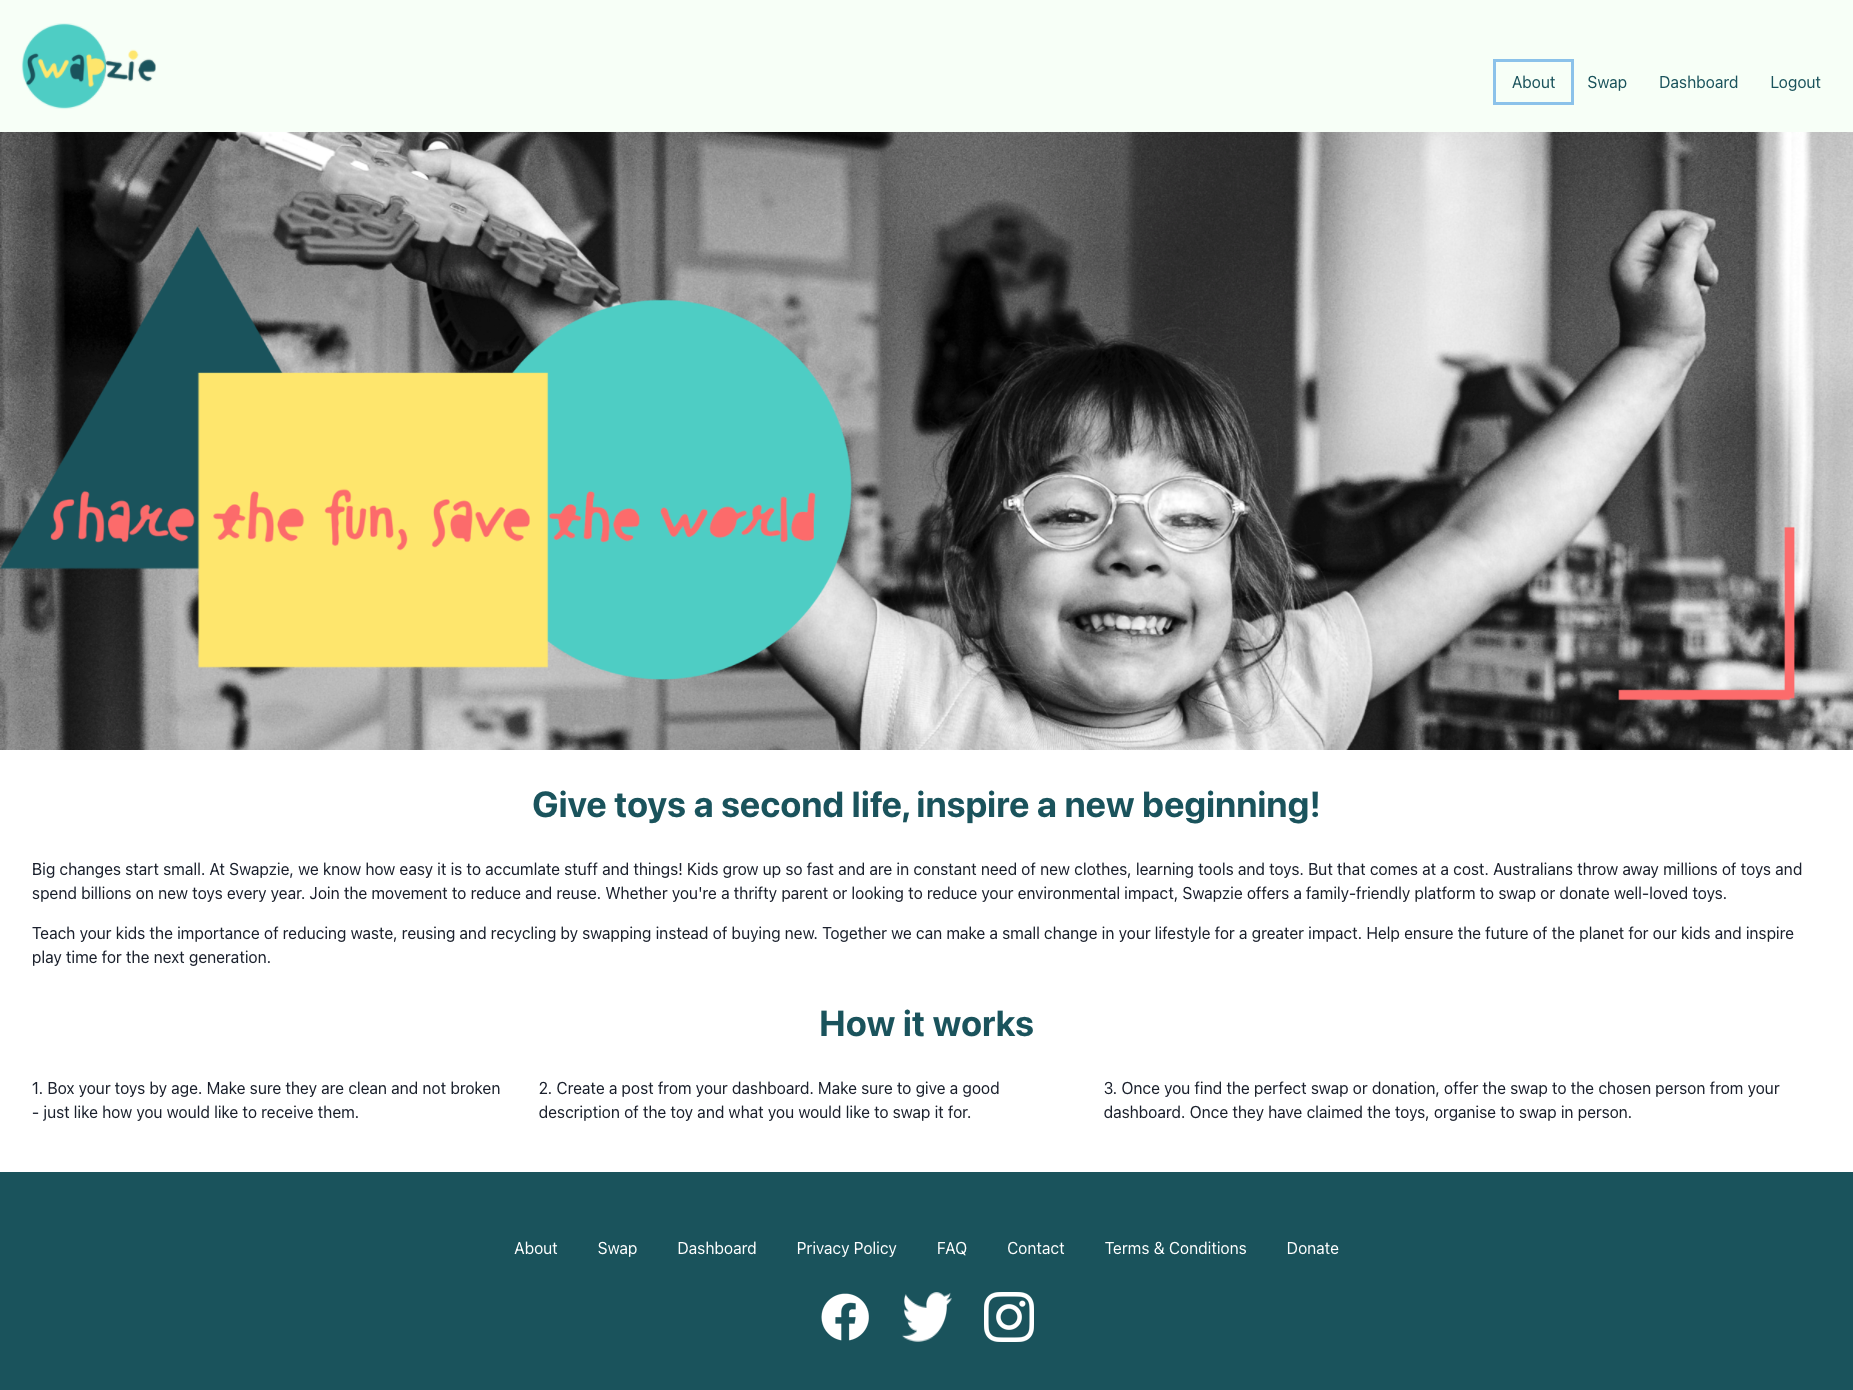 swapzie
About Swap Dashboard Logout
share the fun, save the world
Give toys a second life, inspire a new beginning!
Big changes start small. At Swapzie, we know how easy it is to accumlate stuff and things! Kids grow up so fast and are in constant need of new clothes, learning tools and toys. But that comes at a cost. Australians throw away millions of toys and
spend billions on new toys every year. Join the movement to reduce and reuse. Whether you're a thrifty parent or looking to reduce your environmental impact, Swapzie offers a family-friendly platform to swap or donate well-loved toys.
Teach your kids the importance of reducing waste, reusing and recycling by swapping instead of buying new. Together we can make a small change in your lifestyle for a greater impact. Help ensure the future of the planet for our kids and inspire
play time for the next generation.
How it works
1. Box your toys by age. Make sure they are clean and not broken
- just like how you would like to receive them.
2. Create a post from your dashboard. Make sure to give a good
description of the toy and what you would like to swap it for.
3. Once you find the perfect swap or donation, offer the swap to the chosen person from your
dashboard. Once they have claimed the toys, organise to swap in person.
About Swap Dashboard Privacy Policy FAQ Contact Terms & Conditions Donate